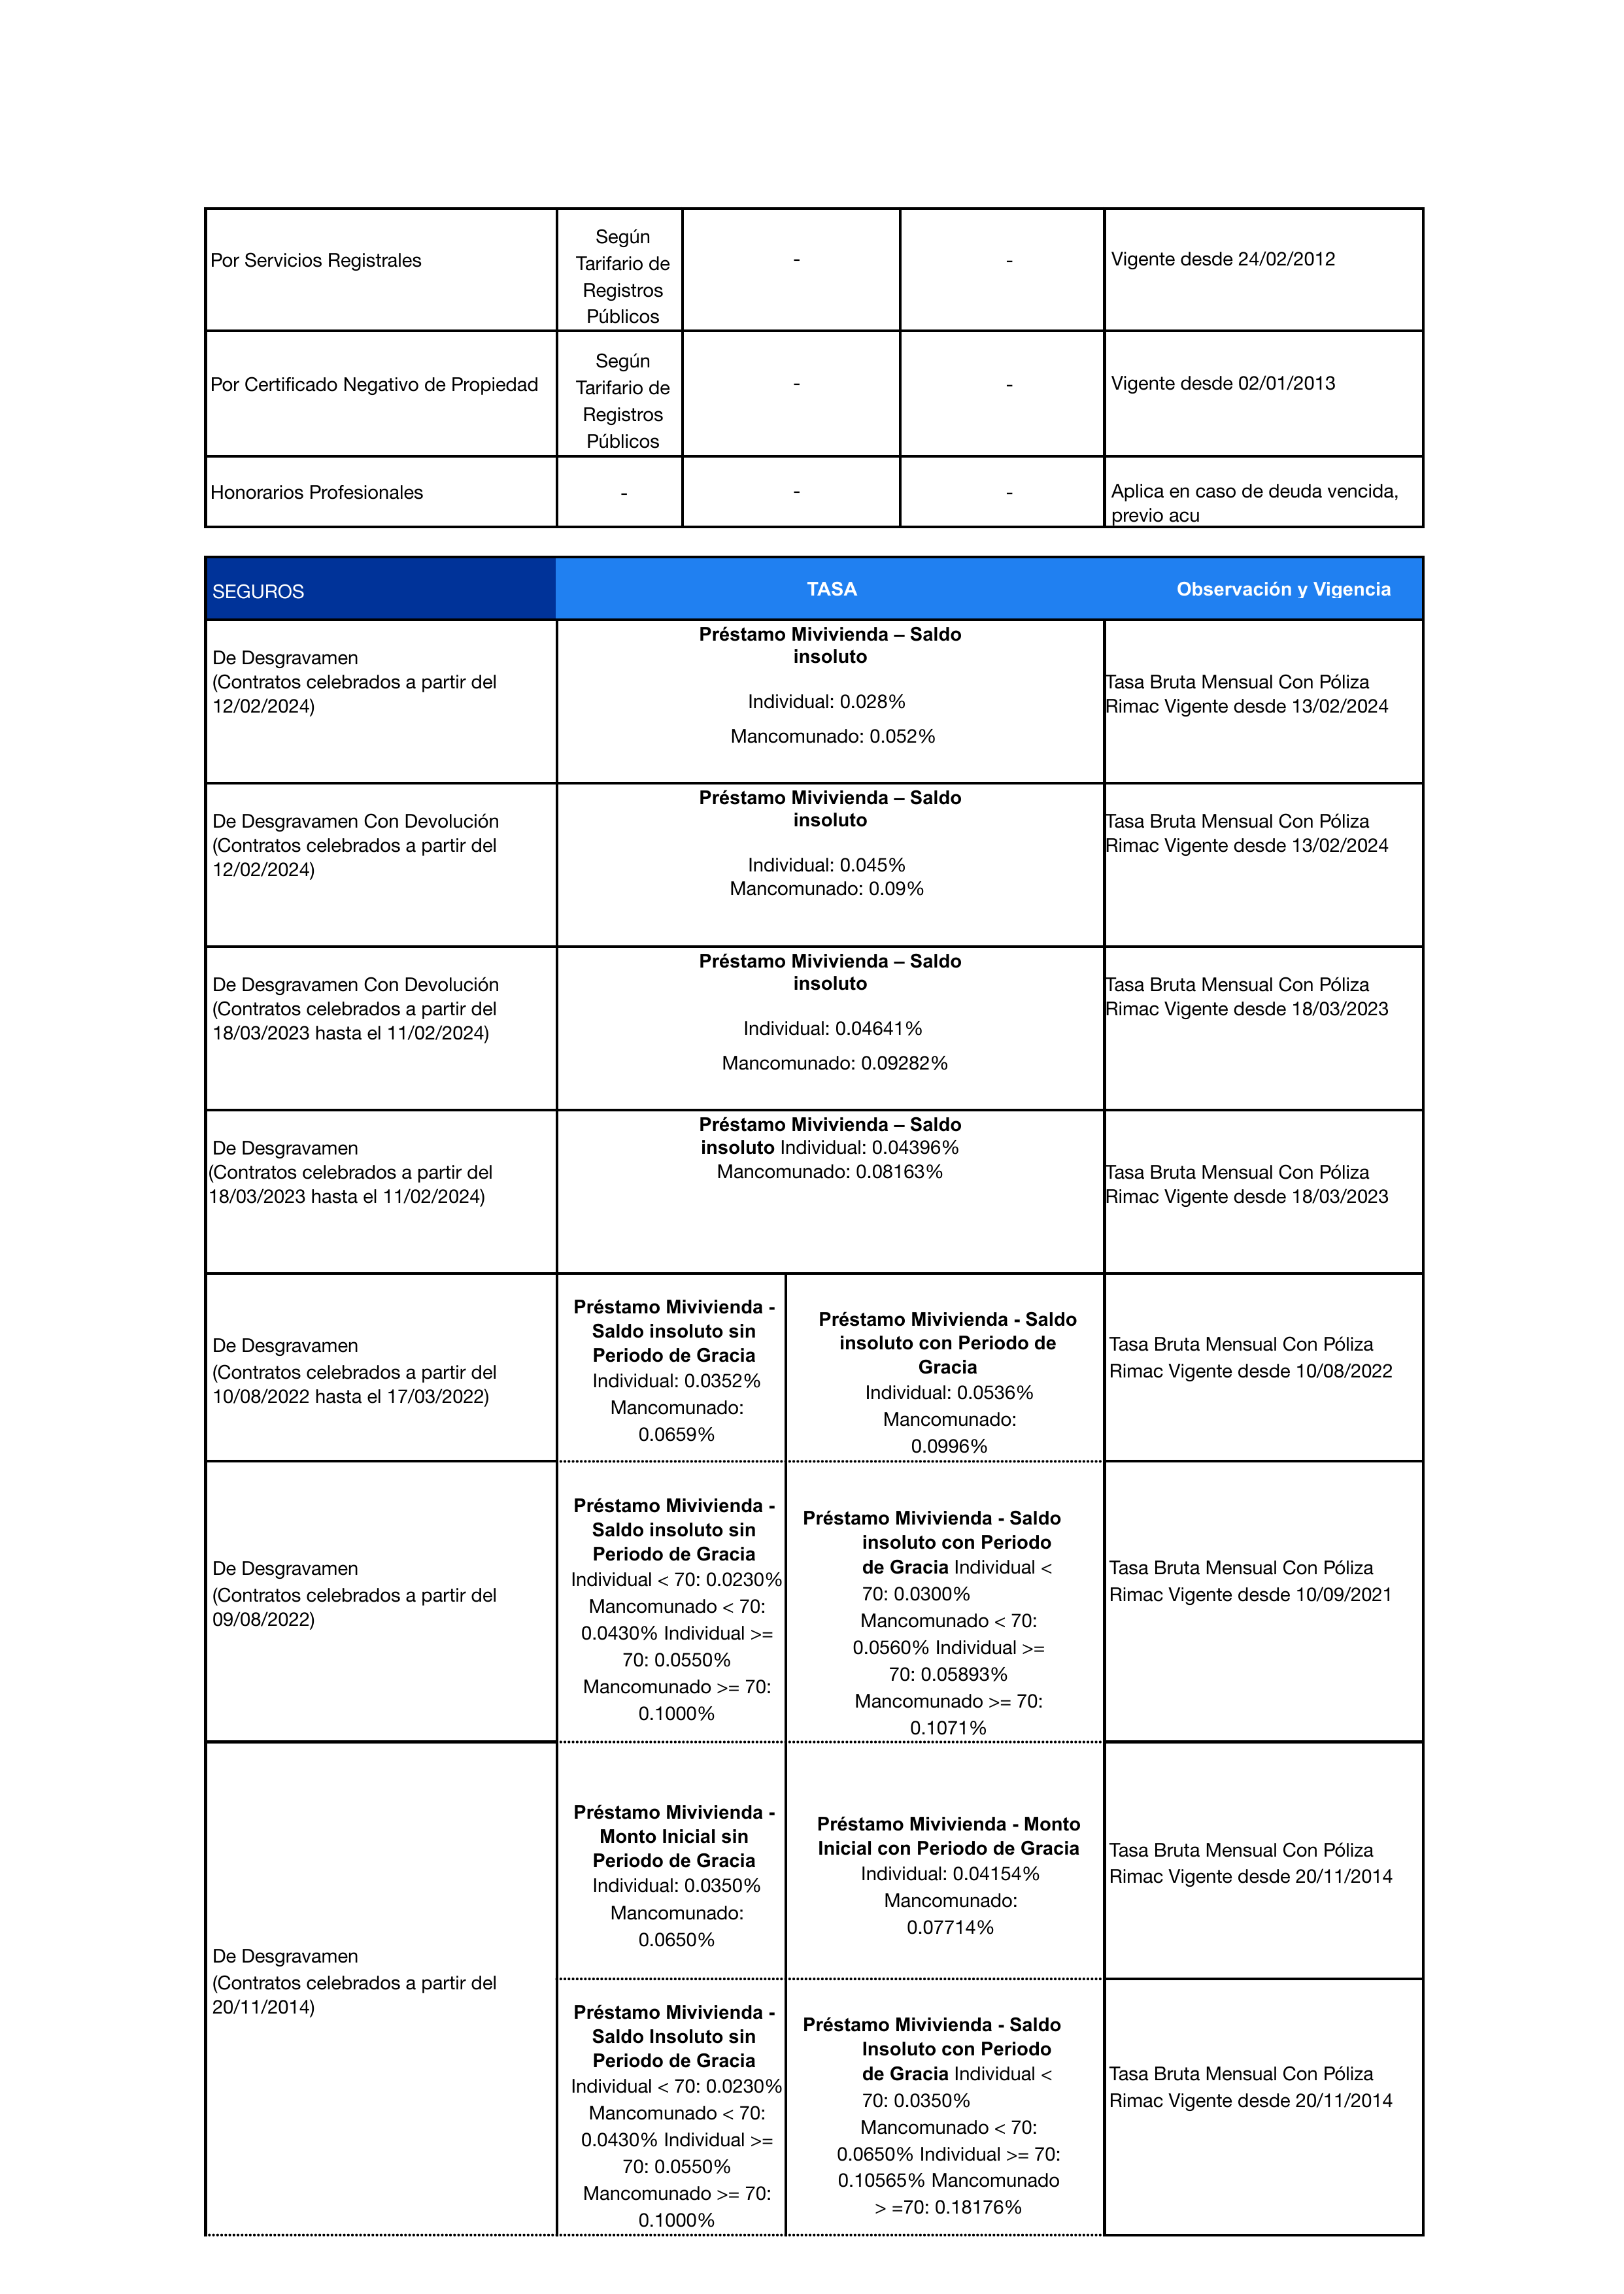 Por Servicios Registrales
Según
Tarifario de
Registros
Públicos
-
-
Vigente desde 24/02/2012
Por Certificado Negativo de Propiedad
Según
Tarifario de
Registros
Públicos
-
-
Vigente desde 02/01/2013
Honorarios Profesionales
-
-
-
Aplica en caso de deuda vencida,
previo acu
SEGUROS
TASA
Observación y Vigencia
De Desgravamen
(Contratos celebrados a partir del
12/02/2024)
Préstamo Mivivienda – Saldo
insoluto
Individual: 0.028%
Mancomunado: 0.052%
Tasa Bruta Mensual Con Póliza
Rimac Vigente desde 13/02/2024
De Desgravamen Con Devolución
(Contratos celebrados a partir del
12/02/2024)
Préstamo Mivivienda – Saldo
insoluto
Individual: 0.045%
Mancomunado: 0.09%
Tasa Bruta Mensual Con Póliza
Rimac Vigente desde 13/02/2024
De Desgravamen Con Devolución
(Contratos celebrados a partir del
18/03/2023 hasta el 11/02/2024)
Préstamo Mivivienda – Saldo
insoluto
Individual: 0.04641%
Mancomunado: 0.09282%
Tasa Bruta Mensual Con Póliza
Rimac Vigente desde 18/03/2023
De Desgravamen
(Contratos celebrados a partir del
18/03/2023 hasta el 11/02/2024)
Préstamo Mivivienda – Saldo
insoluto Individual: 0.04396%
Mancomunado: 0.08163%
Tasa Bruta Mensual Con Póliza
Rimac Vigente desde 18/03/2023
De Desgravamen
(Contratos celebrados a partir del
10/08/2022 hasta el 17/03/2022)
Préstamo Mivivienda -
Saldo insoluto sin
Periodo de Gracia
Individual: 0.0352%
Mancomunado:
0.0659%
Préstamo Mivivienda - Saldo
insoluto con Periodo de
Gracia
Individual: 0.0536%
Mancomunado:
0.0996%
Tasa Bruta Mensual Con Póliza
Rimac Vigente desde 10/08/2022
De Desgravamen
(Contratos celebrados a partir del
09/08/2022)
Préstamo Mivivienda -
Saldo insoluto sin
Periodo de Gracia
Individual < 70: 0.0230%
Mancomunado < 70:
0.0430% Individual >=
70: 0.0550%
Mancomunado >= 70:
0.1000%
Préstamo Mivivienda - Saldo
insoluto con Periodo
de Gracia Individual <
70: 0.0300%
Mancomunado < 70:
0.0560% Individual >=
70: 0.05893%
Mancomunado >= 70:
0.1071%
Tasa Bruta Mensual Con Póliza
Rimac Vigente desde 10/09/2021
De Desgravamen
(Contratos celebrados a partir del
20/11/2014)
Préstamo Mivivienda -
Monto Inicial sin
Periodo de Gracia
Individual: 0.0350%
Mancomunado:
0.0650%
Préstamo Mivivienda - Monto
Inicial con Periodo de Gracia
Individual: 0.04154%
Mancomunado:
0.07714%
Tasa Bruta Mensual Con Póliza
Rimac Vigente desde 20/11/2014
Préstamo Mivivienda -
Saldo Insoluto sin
Periodo de Gracia
Individual < 70: 0.0230%
Mancomunado < 70:
0.0430% Individual >=
70: 0.0550%
Mancomunado >= 70:
0.1000%
Préstamo Mivivienda - Saldo
Insoluto con Periodo
de Gracia Individual <
70: 0.0350%
Mancomunado < 70:
0.0650% Individual >= 70:
0.10565% Mancomunado
> =70: 0.18176%
Tasa Bruta Mensual Con Póliza
Rimac Vigente desde 20/11/2014